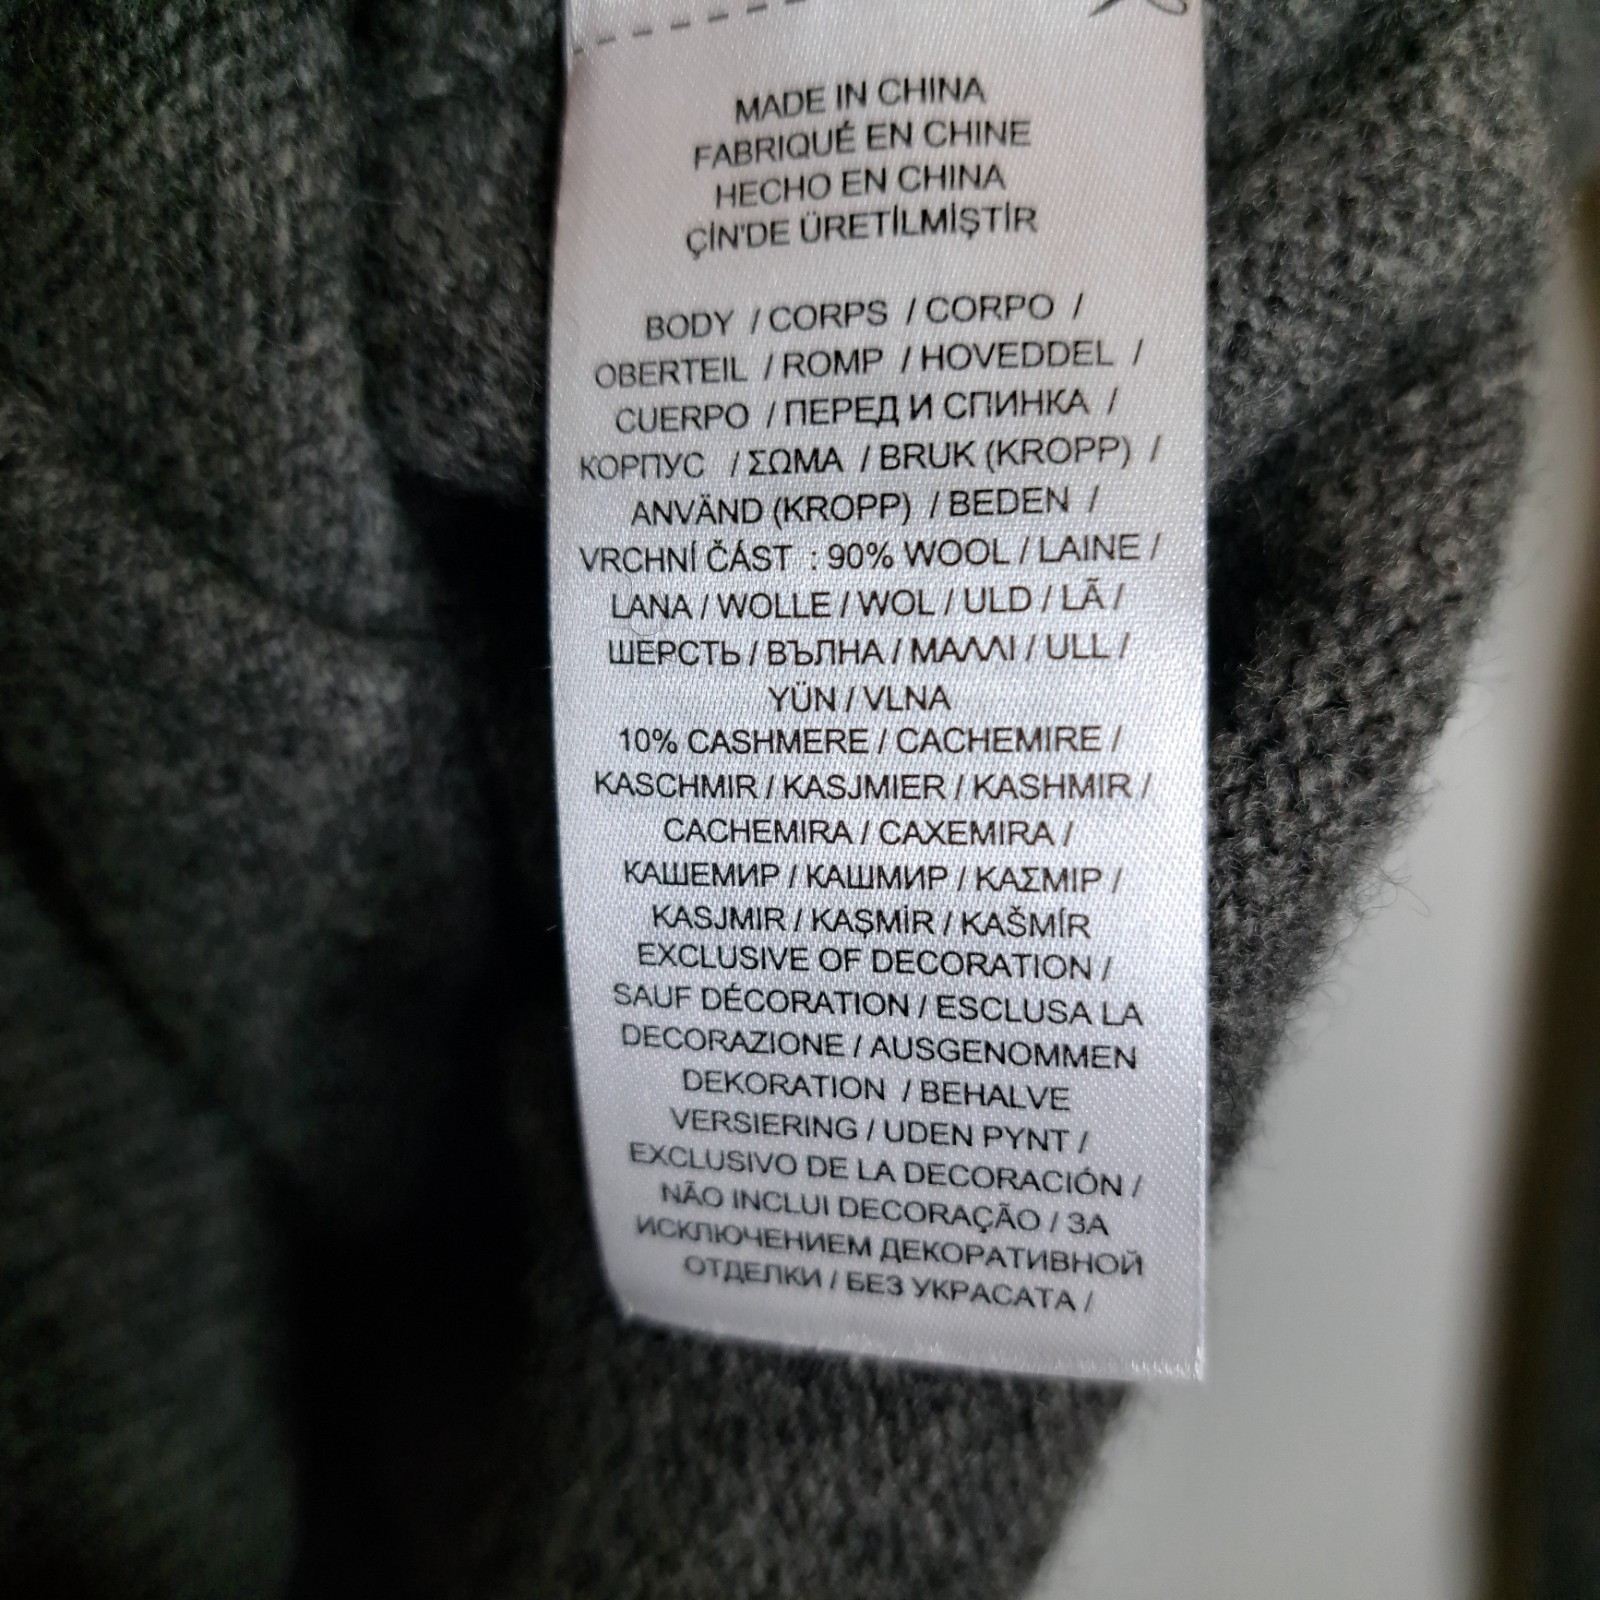 MADE IN CHINA
FABRIQUÉ EN CHINE
HECHO EN CHINA
ÇİN'DE ÜRETİLMİŞTİR
BODY / CORPS / CORPO /
OBERTEIL / ROMP / HOVEDDEL /
CUERPO / ПЕРЕД И СПИНКА /
КОРПУС / ΣΩΜΑ / BRUK (KROPP) /
ANVÄND (KROPP) / BEDEN /
VRCHNÍ ČÁST : 90% WOOL / LAINE /
LANA / WOLLE / WOL / ULD / LÃ /
ШЕРСТЬ / ВЪЛНА / ΜΑΛΛΙ / ULL /
YÜN / VLNA
10% CASHMERE / CACHEMIRE /
KASCHMIR / KASJMIER / KASHMIR /
CACHEMIRA / CAXEMIRA /
КАШЕМИР / КАШМИР / ΚΑΣΜΙΡ /
KASJMIR / KAŞMİR / KAŠMÍR
EXCLUSIVE OF DECORATION /
SAUF DÉCORATION / ESCLUSA LA
DECORAZIONE / AUSGENOMMEN
DEKORATION / BEHALVE
VERSIERING / UDEN PYNT /
EXCLUSIVO DE LA DECORACIÓN /
NÃO INCLUI DECORAÇÃO / ЗА
ИСКЛЮЧЕНИЕМ ДЕКОРАТИВНОЙ
ОТДЕЛКИ / БЕЗ УКРАСАТА /